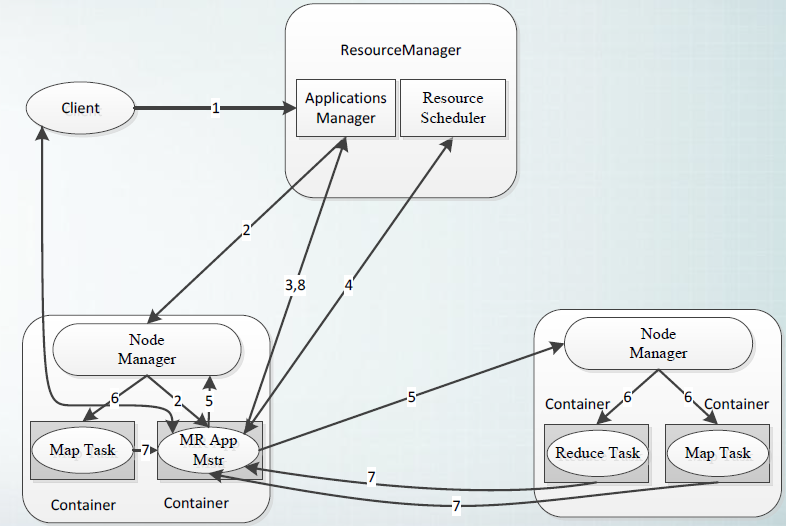 ResourceManager
Client
1
Applications
Manager
Resource
Scheduler
2
3,8
4
Node
Manager
6
2
5
Map Task
7
MR App
Mstr
Container
Container
5
7
7
Node
Manager
Container
6
6
Container
Reduce Task
Map Task